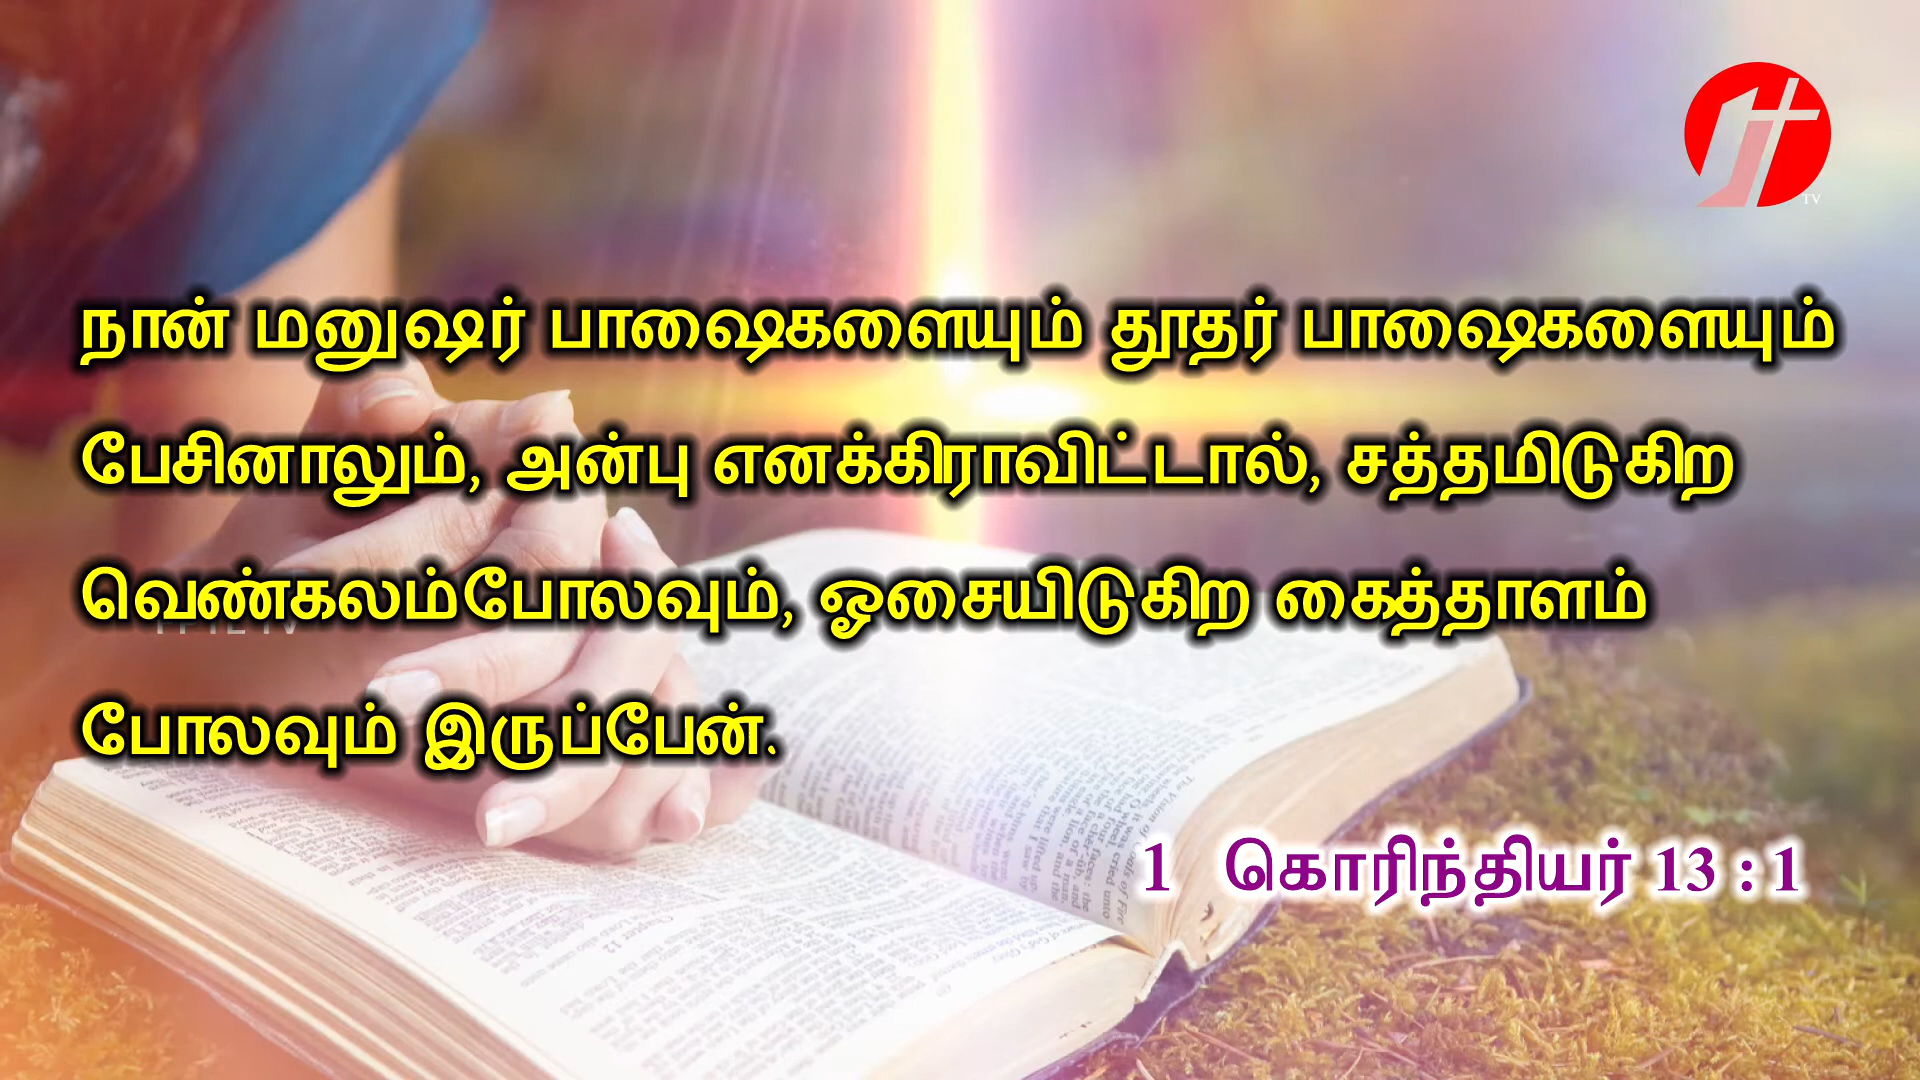 நான் மனுஷர் பாஷைகளையும் தூதர் பாஷைகளையும்
பேசினாலும், அன்பு எனக்கிராவிட்டால், சத்தமிடுகிற
வெண்கலம்போலவும், ஓசையிடுகிற கைத்தாளம்
போலவும் இருப்பேன்.
1 கொரிந்தியர் 13 : 1
TV